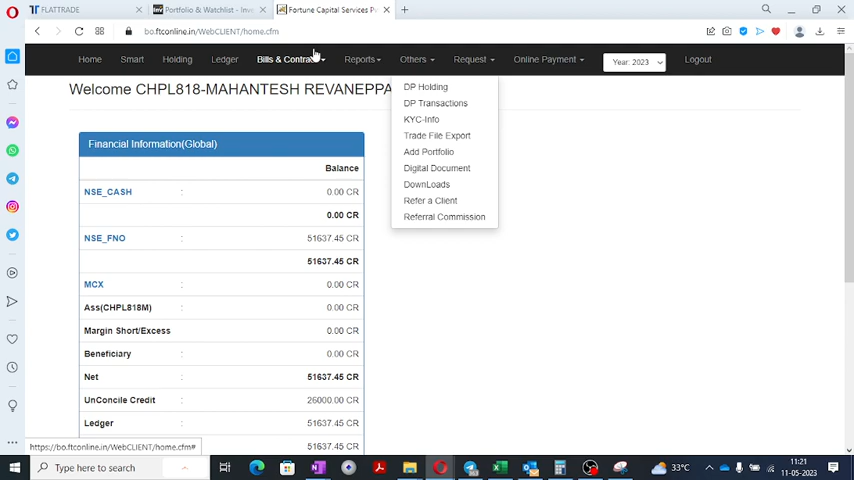 FLATTRADE
Portfolio & Watchlist - Inve
Fortune Capital Services Pv
bo.ftconline.in/WebCLIENT/home.cfm
Home Smart Holding Ledger Bills & Contract Reports Others Request Online Payment Year: 2023 Logout
Welcome CHPL818-MAHANTESH REVANEPPA
DP Holding
DP Transactions
KYC-Info
Trade File Export
Add Portfolio
Digital Document
DownLoads
Refer a Client
Referral Commission
Financial Information(Global)
Balance
NSE_CASH : 0.00 CR
0.00 CR
NSE_FNO : 51637.45 CR
51637.45 CR
MCX : 0.00 CR
Ass(CHPL818M) : 0.00 CR
Margin Short/Excess 0.00 CR
Beneficiary : 0.00 CR
Net : 51637.45 CR
UnConcile Credit : 26000.00 CR
Ledger : 51637.45 CR
51637.45 CR
https://bo.ftconline.in/WebCLIENT/home.cfm#
Type here to search
33°C
11:21
11-05-2023